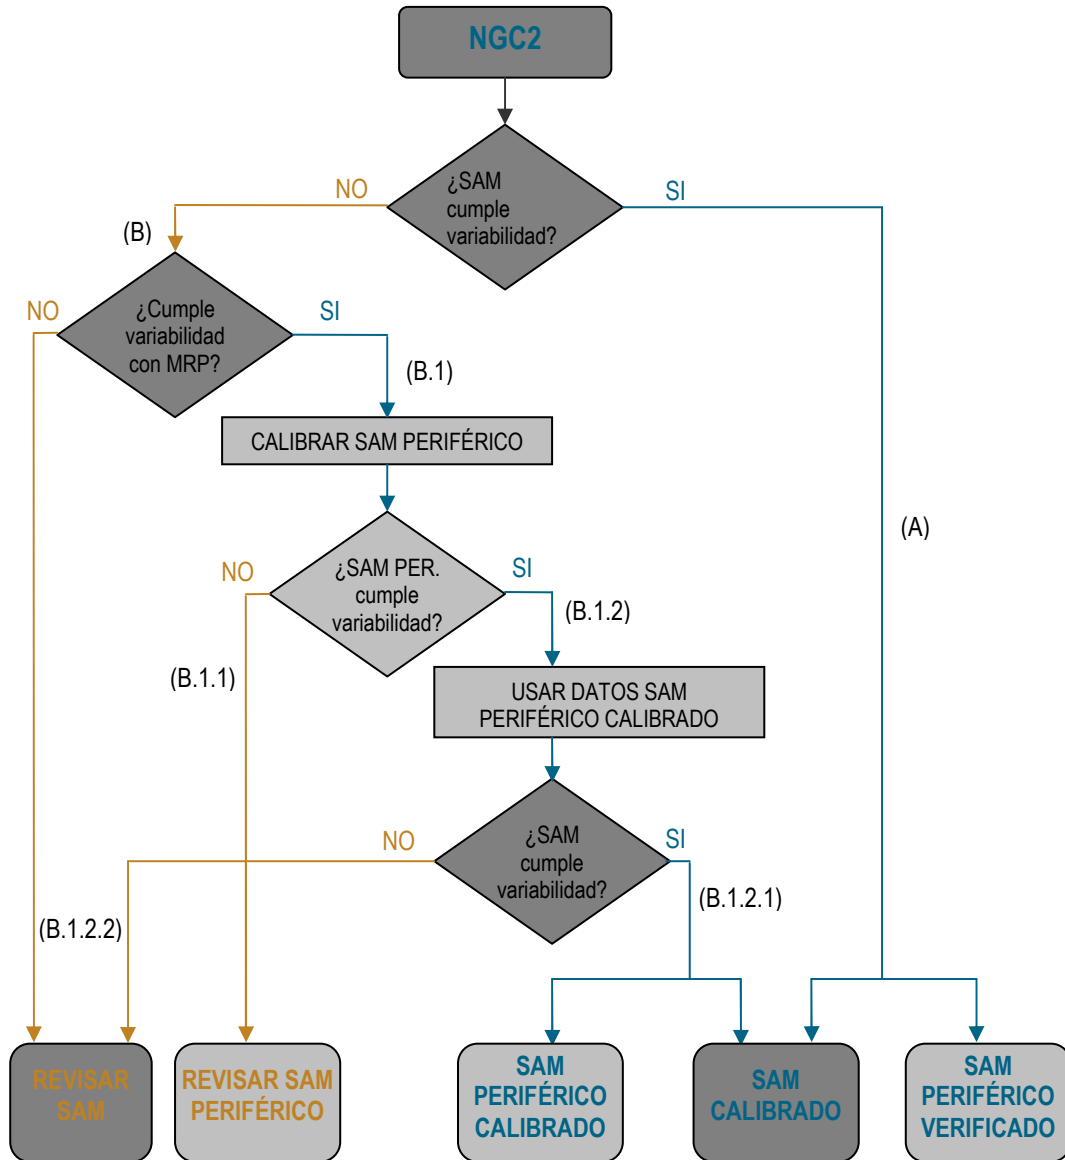 NGC2
¿SAM
cumple
variabilidad?
NO
SI
(B)
¿Cumple
variabilidad
con MRP?
NO
SI
(B.1)
CALIBRAR SAM PERIFÉRICO
(A)
¿SAM PER.
cumple
variabilidad?
NO
SI
(B.1.2)
(B.1.1)
USAR DATOS SAM
PERIFÉRICO CALIBRADO
¿SAM
cumple
variabilidad?
NO
SI
(B.1.2.1)
(B.1.2.2)
REVISAR
SAM
REVISAR SAM
PERIFÉRICO
SAM
PERIFÉRICO
CALIBRADO
SAM
CALIBRADO
SAM
PERIFÉRICO
VERIFICADO